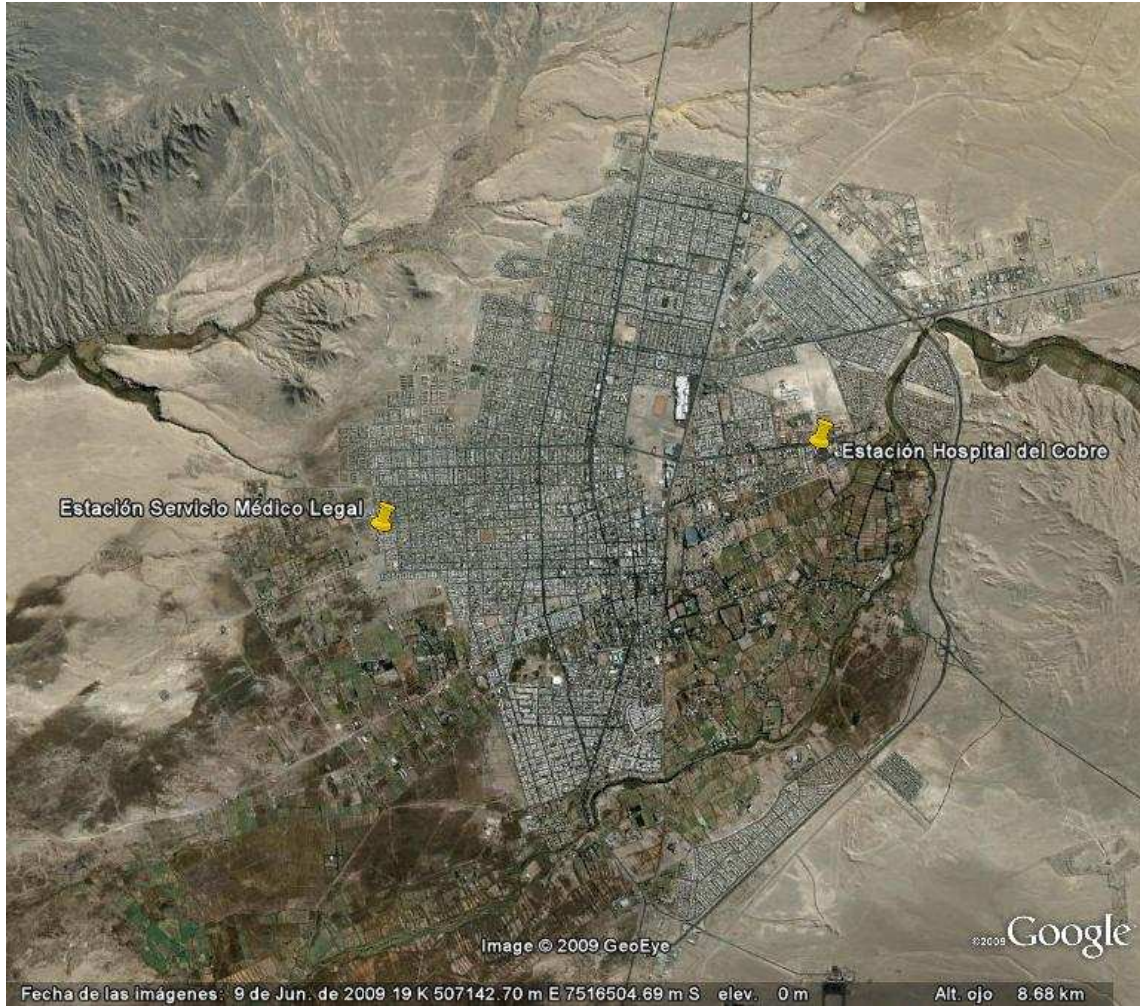 Estación Hospital del Cobre
Estación Servicio Médico Legal
Image © 2009 GeoEye
©2009 Google
Fecha de las imágenes: 9 de Jun. de 2009 19 K 507142.70 m E 7516504.69 m S elev. 0 m Alt. ojo 8.68 km